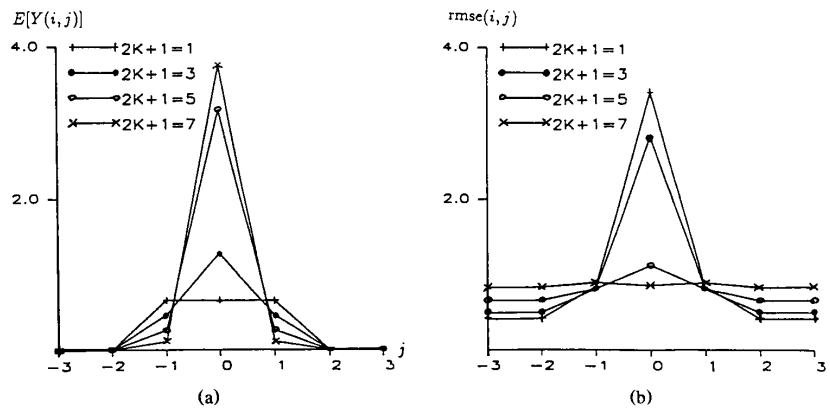 E[Y(i,j)]
4.0
2K+1=1
2K+1=3
2K+1=5
2K+1=7
2.0
-3 -2 -1 0 1 2 3 j
(a)
rmse(i,j)
4.0
2K+1=1
2K+1=3
2K+1=5
2K+1=7
2.0
-3 -2 -1 0 1 2 3
(b)